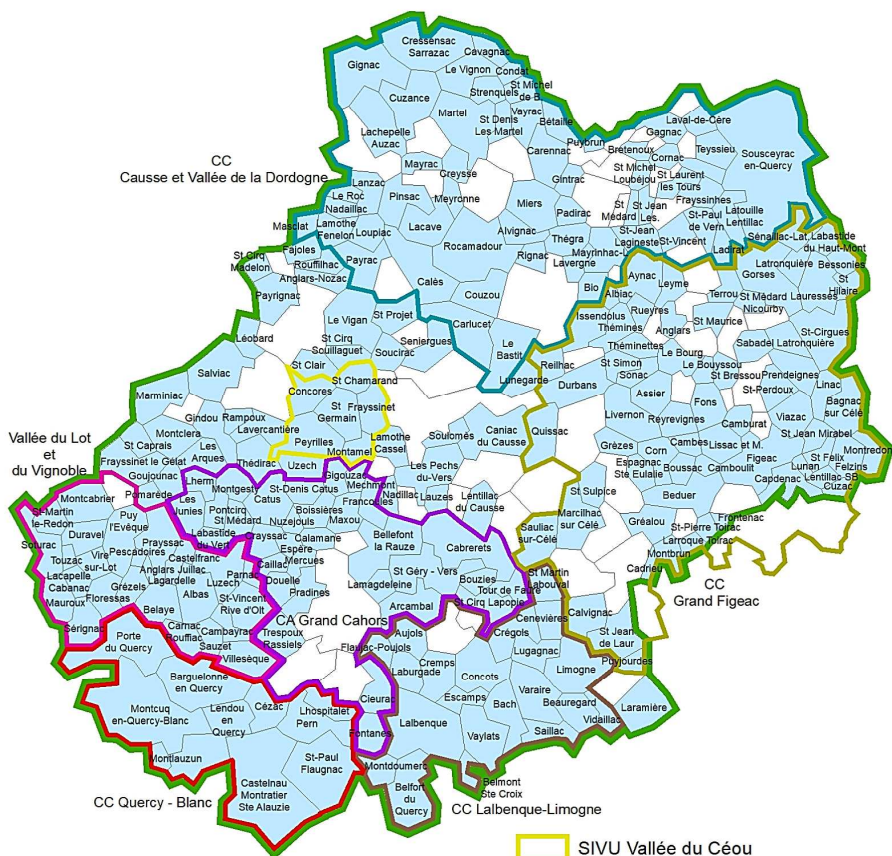 Cressensac
Sarrazac
Cavagnac
Gignac
Le Vignon
Condat
Strenquels
St Michel
de B.
Cuzance
Martel
Vayrac
St Denis
Les Martel
Bétaille
Lachepelle
Auzac
Mayrac
Creysse
Carennac
Puybrun
Laval-de-Cère
Gagnac
Bretenoux
Cornac
Teyssieu
Sousceyrac
en-Quercy
St Michel
Loubéjou
St Laurent
les Tours
CC
Causse et Vallée de la Dordogne
Lanzac
Le Roc
Nadaillac
Pinsac
Meyronne
Gintrac
Miers
Padirac
St
Médard
St Jean
Les.
Frayssinhes
St-Paul
de Vern
Latouille
Lentillac
Masclat
Lamothe
Fenelon
Loupiac
Lacave
Alvignac
Rocamadour
Thégra
St-Jean
Lagineste
St-Vincent
Ladirat
Sénaillac-Lat.
Labastide
du Haut-Mont
St Cirq
Madelon
Fajoles
Rouffilhac
Anglars-Nozac
Payrac
Rignac
Lavergne
Mayrinhac-L
Payrignac
Calès
Couzou
Bio
Aynac
Albiac
Leyme
Latronquière
Gorses
Bessonies
St
Hilaire
Terrou
St Médard
Nicourby
Lauresses
Issendolus
Thémines
Rueyres
Anglars
St Maurice
Le Vigan
St Projet
Carlucet
St Cirq
Souillaguet
Soucirac
Seniergues
Léobard
Le
Bastit
Théminettes
Le Bourg
Sabadel
Latronquière
St-Cirgues
Lunegarde
Reilhac
St Simon
Sonac
Le Bouyssou
St Bressou
St-Perdoux
Prendeignes
Linac
St Clair
St Chamarand
Salviac
Concores
Durbans
Assier
Fons
Bagnac
sur Célé
Marminiac
Gindou
Rampoux
St
Germain
Frayssinet
Livernon
Reyrevignes
Camburat
Viazac
Lavercantière
Peyrilles
Montamel
Lamothe
Cassel
Soulomés
Caniac
du Causse
Quissac
Grèzes
Corn
Cambes
Lissac et M.
St Jean Mirabel
Montredon
Montclera
St Caprais
Les
Arques
Thédirac
Uzech
Espagnac
Ste Eulalie
Boussac
Camboulit
Figeac
St Felix
Lunan
Felzins
Capdenac
Lentillac-SB
Cuzac
Vallée du Lot
et
du Vignoble
Frayssinet le Gélat
Goujounac
Pomarède
Lherm
Montgesty
Gigouzac
Mechmont
Francoulès
Nadillac
Les Pechs
du-Vers
Lauzes
Lentillac
du Causse
Beduer
Montcabrier
Les
Junies
St-Denis Catus
Catus
Boissières
Nuzejouls
Maxou
St Sulpice
Marcilhac
sur Célé
Sauliac
sur-Célé
Gréalou
St-Pierre Toirac
Frontenac
Larroque Toirac
Montbrun
Cadrieu
St-Martin
le-Redon
Puy
l'Evêque
Duravel
Pontcirq
St Médard
Labastide
du Vert
Crayssac
Calamane
Espère
Mercues
Bellefont
la Rauze
Cabrerets
Soturac
Touzac
Vire
sur-Lot
Prayssac
Pescadoires
Castelfranc
Anglars Juillac
Lagardelle
Parnac
Caillac
Douelle
Pradines
Lamagdeleine
St Géry - Vers
Bouzies
Tour de Faure
St Cirq Lapopie
St Martin
Labouval
CC
Grand Figeac
Lacapelle
Cabanac
Mauroux
Grézels
Floressas
Albas
Luzech
St-Vincent
Rive d'Olt
Arcambal
Calvignac
Sérignac
Belaye
Carnac
Rouffiac
Cambayrac
Sauzet
Villesèque
CA Grand Cahors
Trespoux
Rassiels
Flaujac-Poujols
Aujols
Crégols
Cenevières
St Jean
de Laur
Puyjourdes
Porte
du Quercy
Barguelonne
en Quercy
Laburgade
Cremps
Lugagnac
Limogne
Cieurac
Concots
Escamps
Varaire
Beauregard
Laramière
Montcuq
en-Quercy-Blanc
Lendou
en
Quercy
Cézac
Lhospitalet
Pern
Fontanès
Lalbenque
Bach
Vidaillac
Saillac
Vaylats
Montlauzun
St-Paul
Flaugnac
Montdoumerc
Castelnau
Montratier
Ste Alauzie
Belfort
du
Quercy
Belmont
Ste Croix
CC Quercy - Blanc
CC Lalbenque-Limogne
SIVU Vallée du Céou